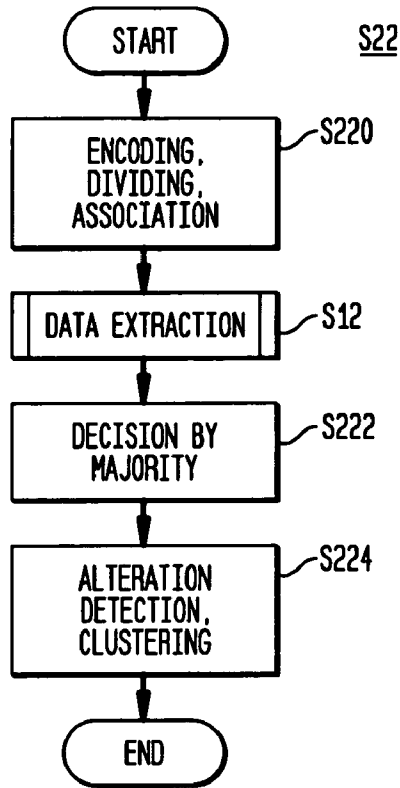 START
S22
ENCODING,
DIVIDING,
ASSOCIATION
S220
DATA EXTRACTION
S12
DECISION BY
MAJORITY
S222
ALTERATION
DETECTION,
CLUSTERING
S224
END